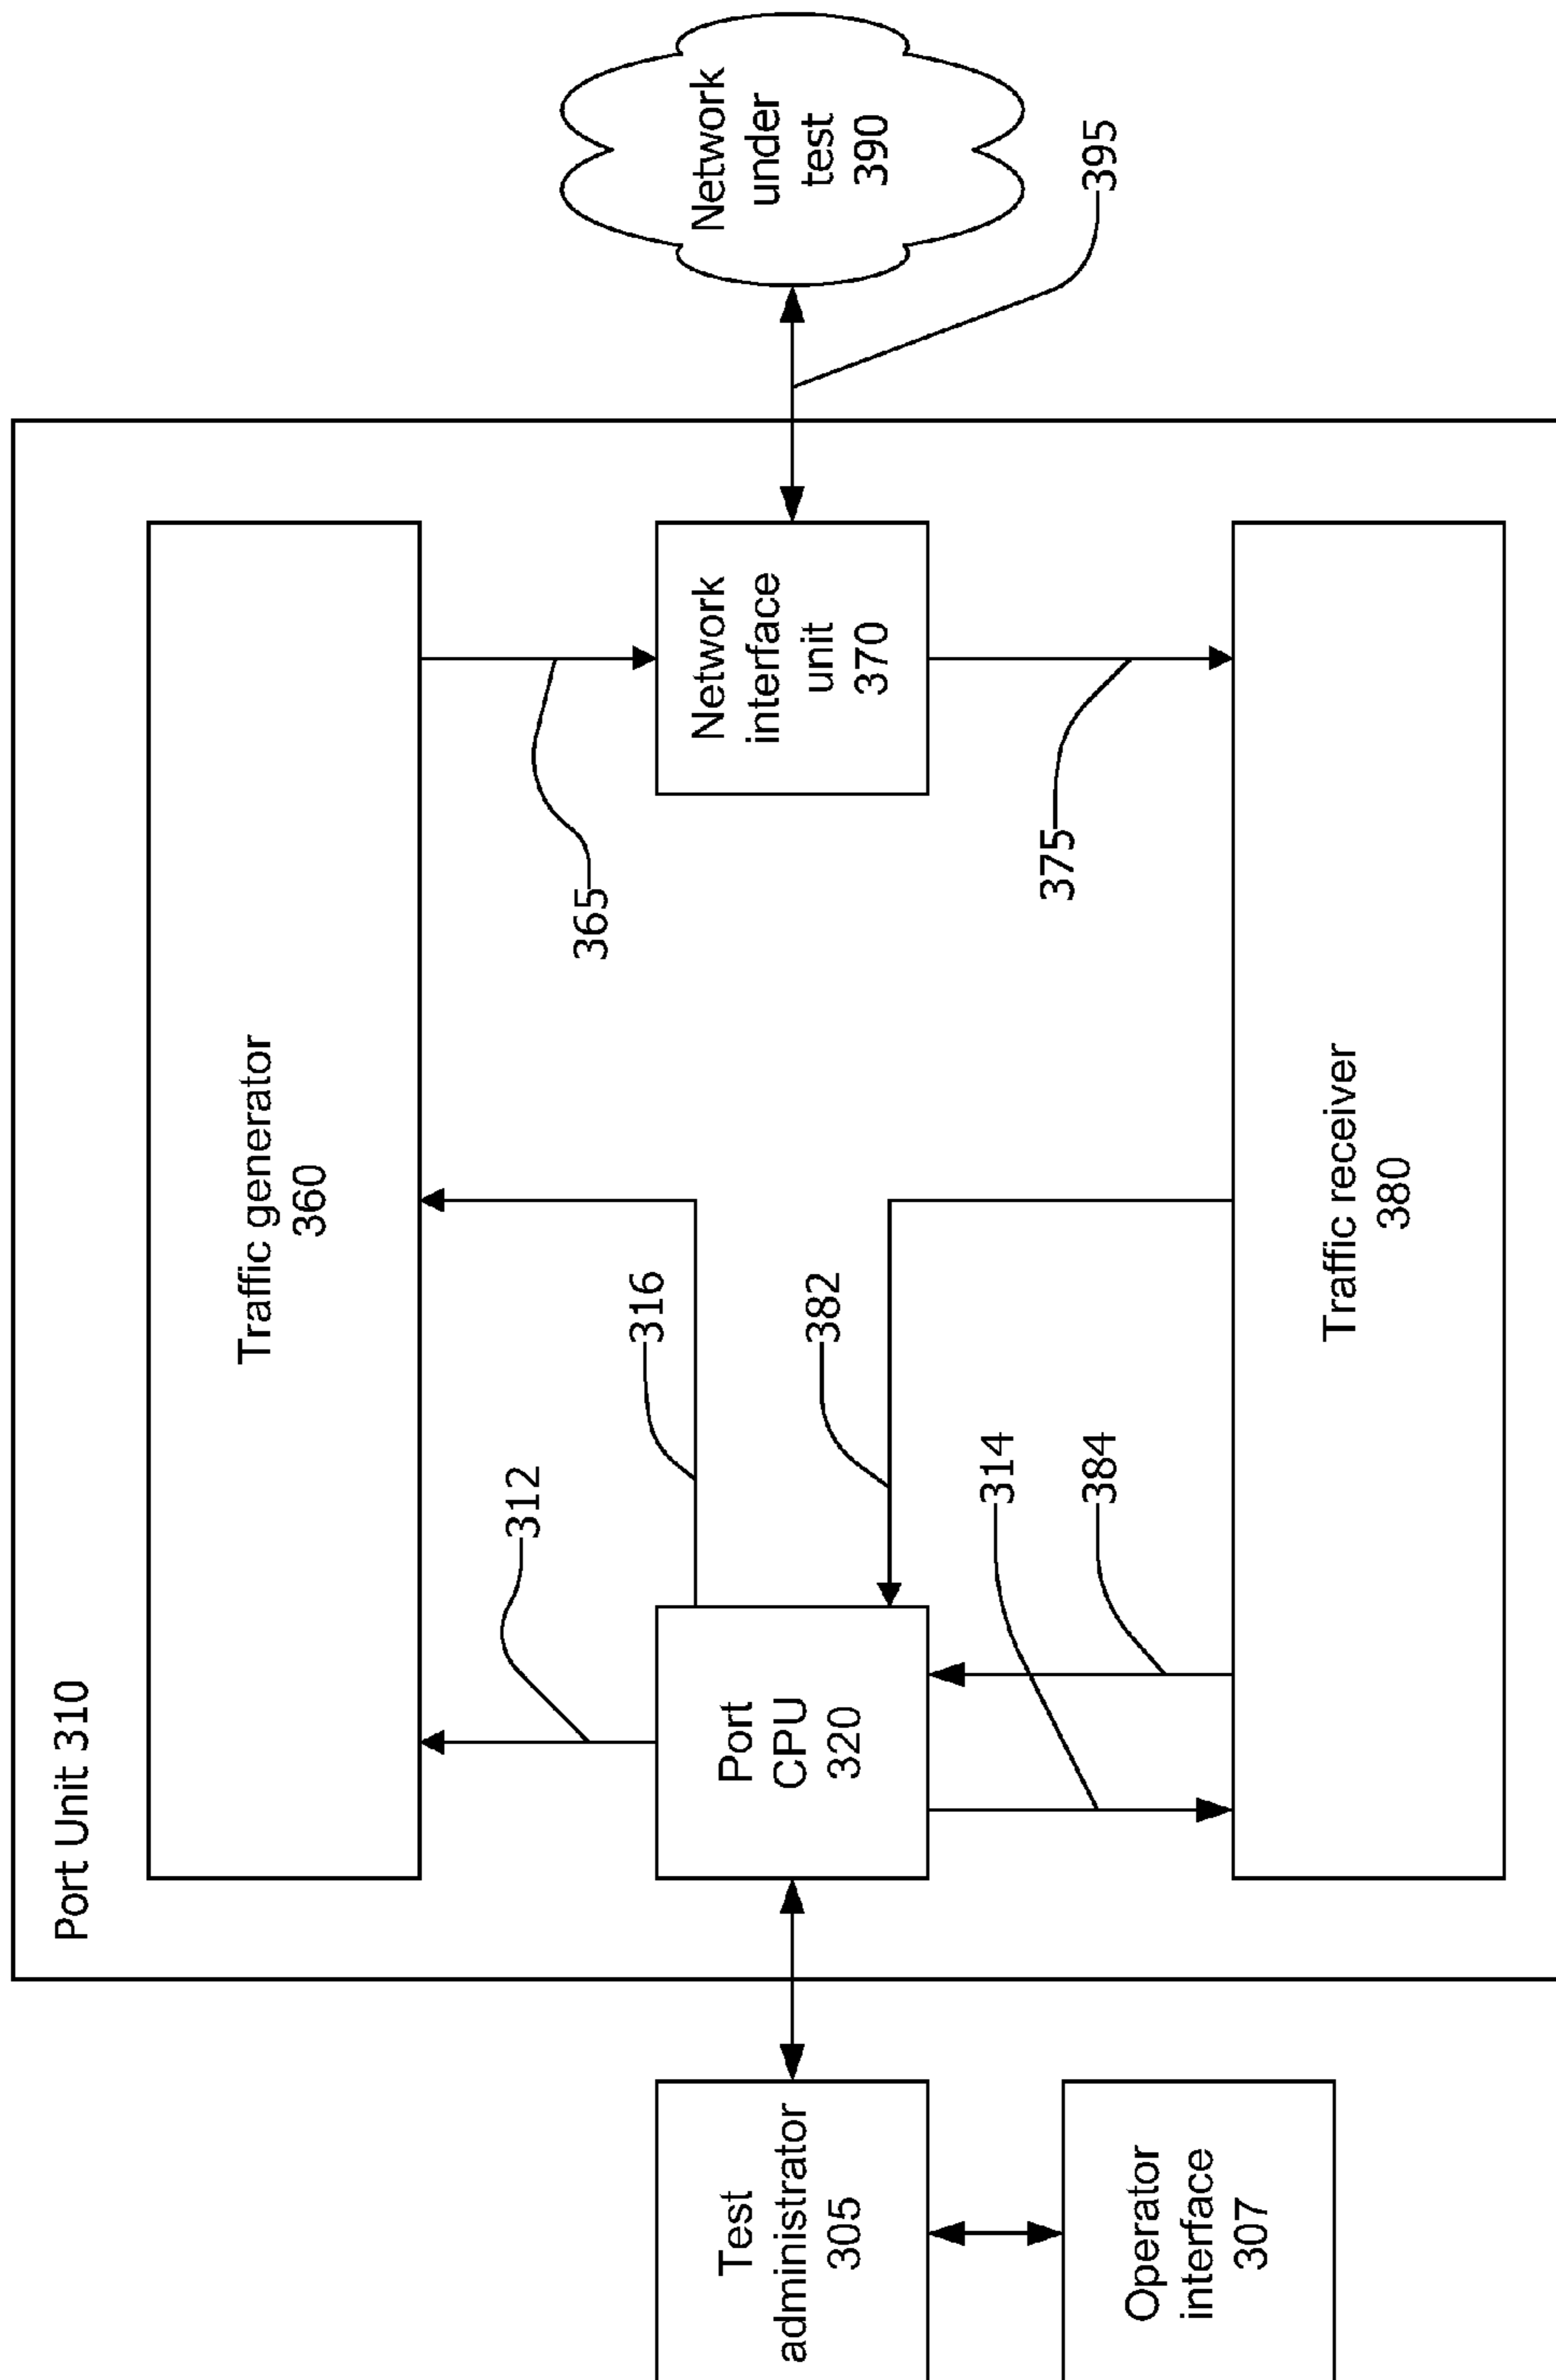 Port Unit 310
Traffic generator
360
312
316
365
Test
administrator
305
Port
CPU
320
382
Network
interface
unit
370
Network
under
test
390
314
384
375
395
Operator
interface
307
Traffic receiver
380